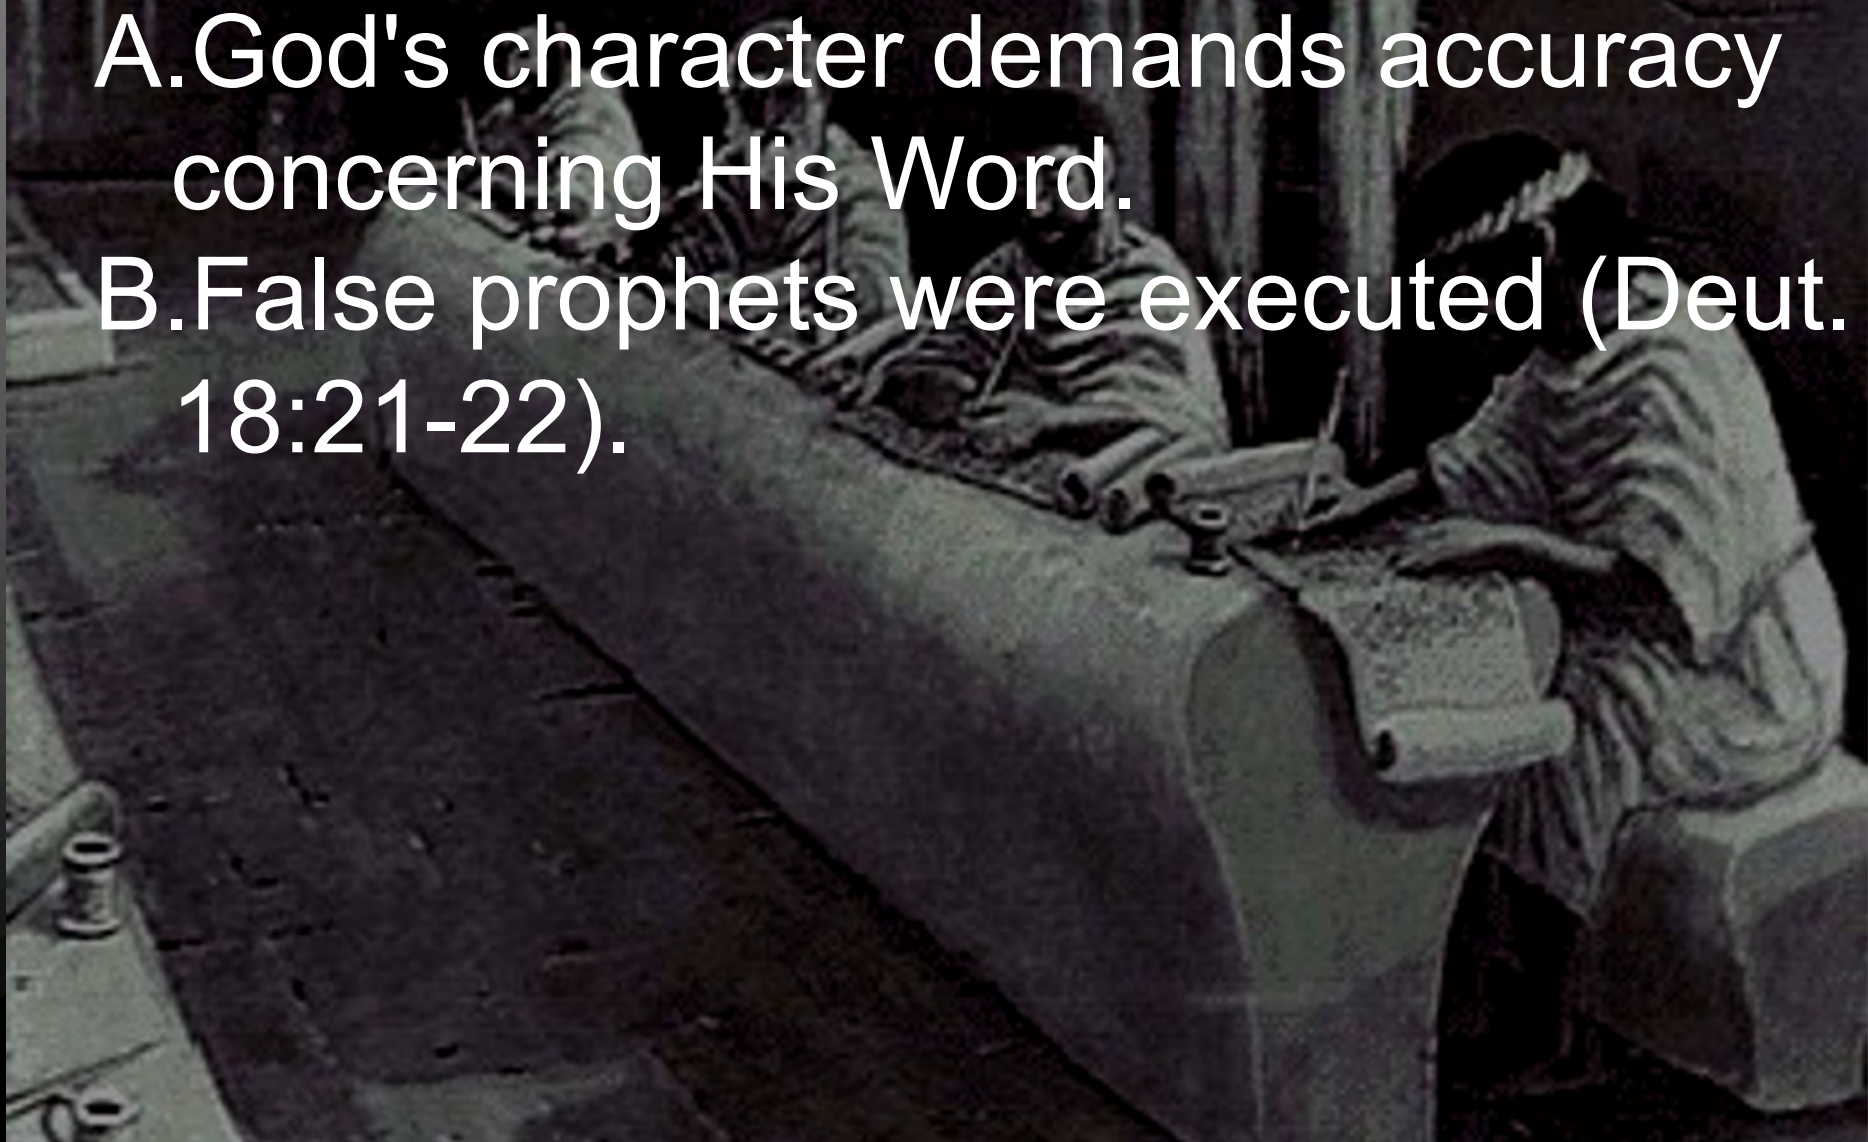 A.God's character demands accuracy
concerning His Word.
B.False prophets were executed (Deut.
18:21-22).